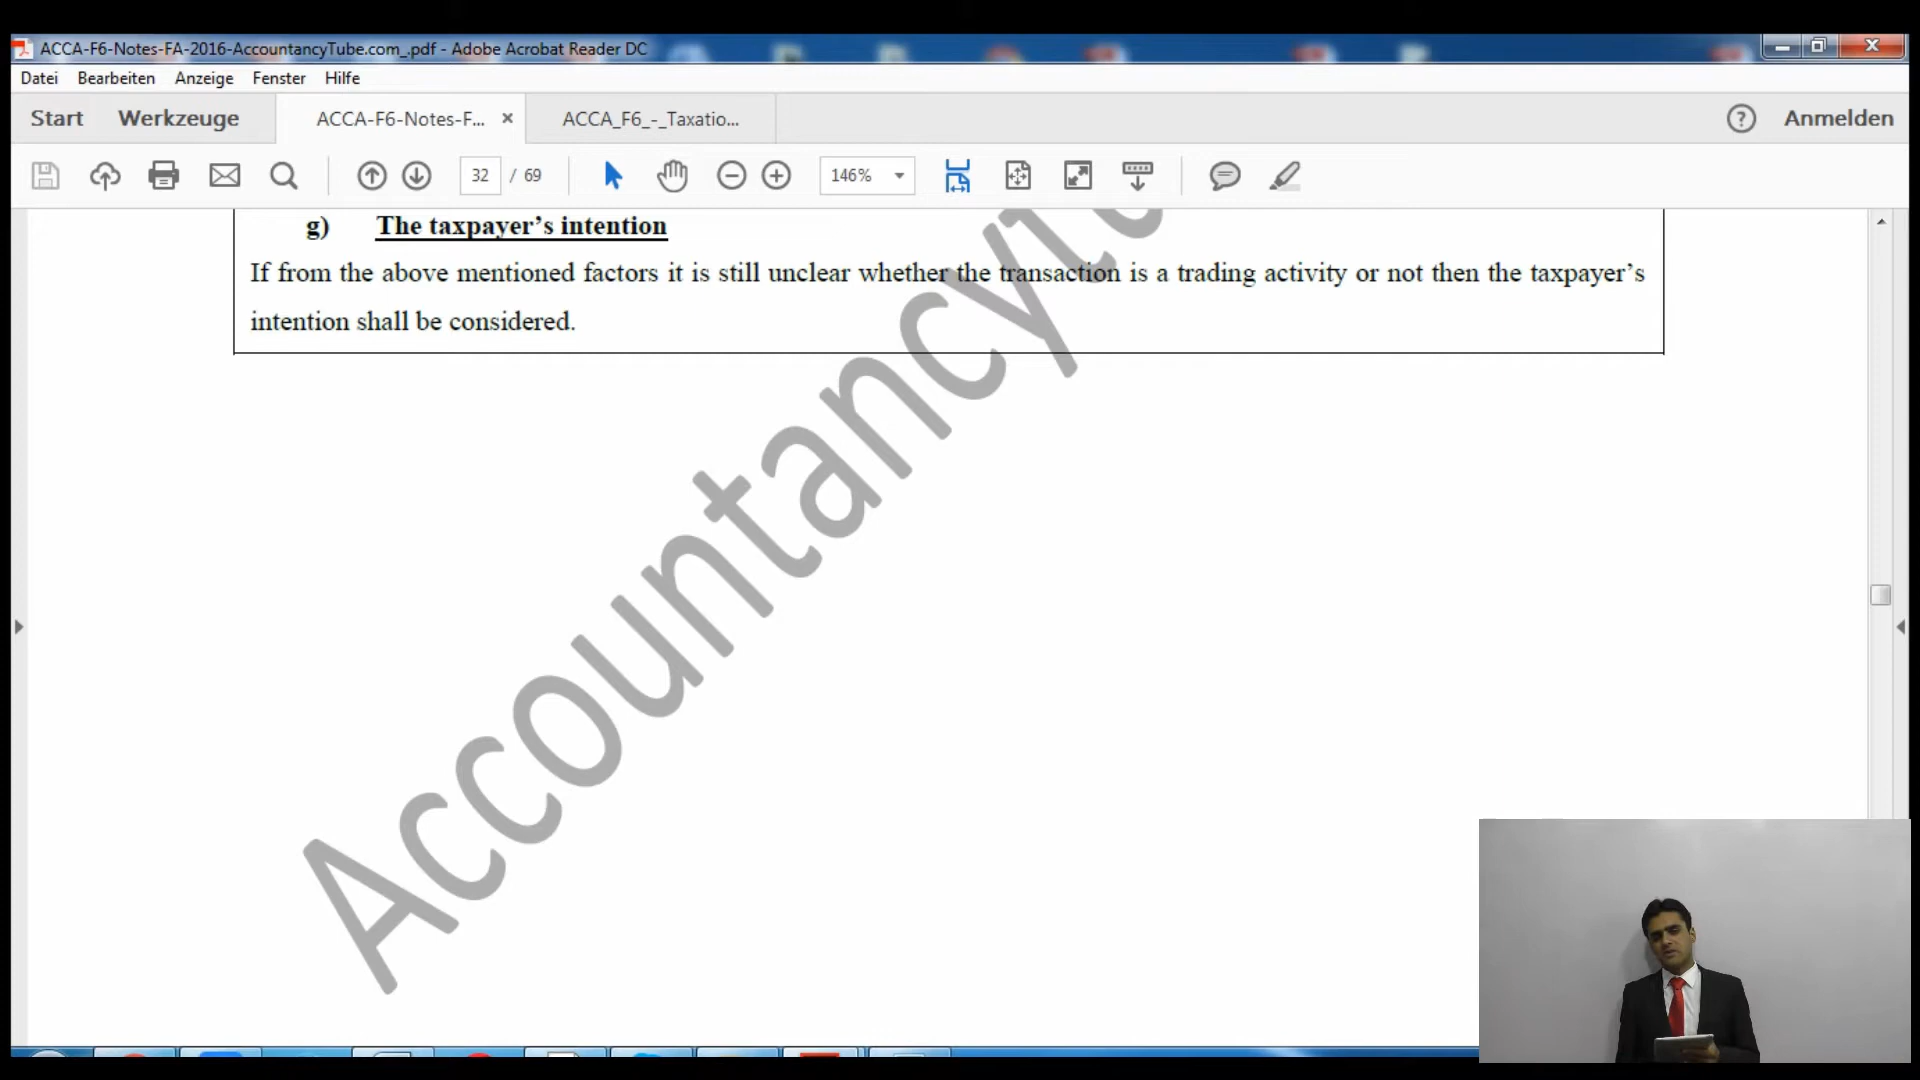 ACCA-F6-Notes-FA-2016-AccountancyTube.com_.pdf - Adobe Acrobat Reader DC
Datei Bearbeiten Anzeige Fenster Hilfe
Start Werkzeuge ACCA-F6-Notes-F... ACCA_F6_-_Taxatio... Anmelden
32 / 69 146%
g) The taxpayer’s intention
If from the above mentioned factors it is still unclear whether the transaction is a trading activity or not then the taxpayer’s
intention shall be considered.
Accountancyt